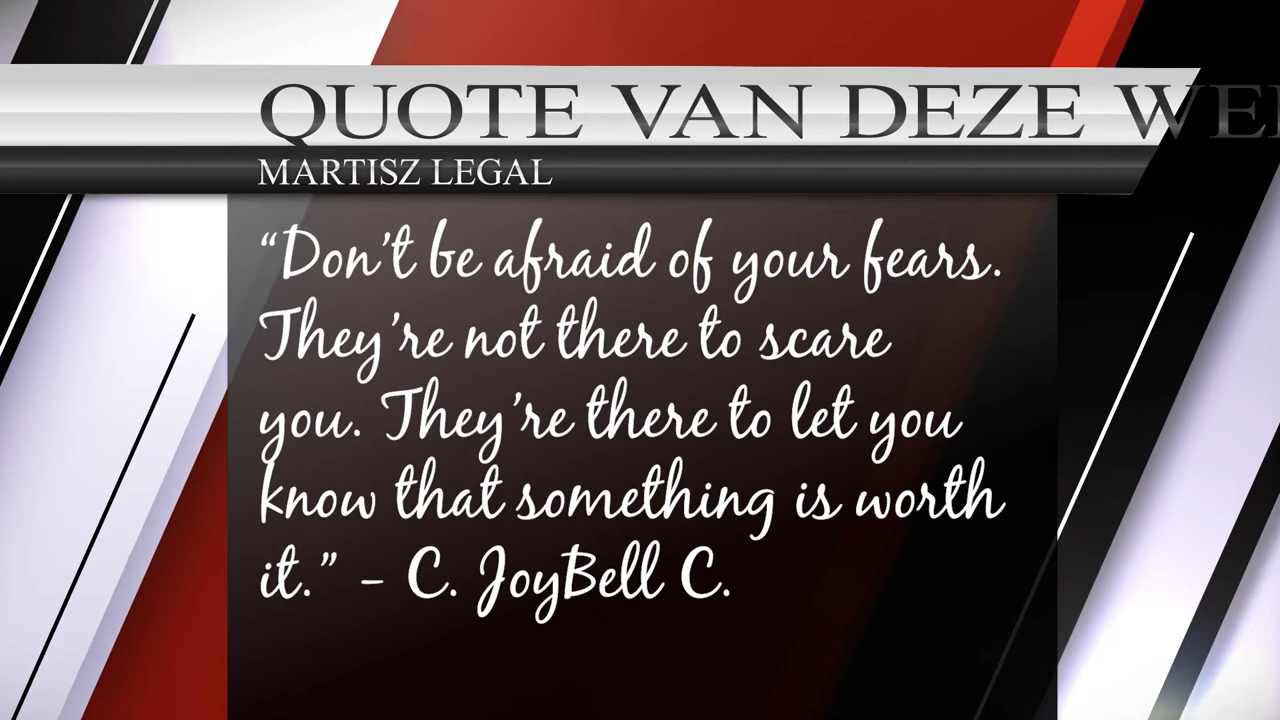 QUOTE VAN DEZE
MARTISZ LEGAL
“Don’t be afraid of your fears.
They’re not there to scare
you. They’re there to let you
know that something is worth
it.” – C. JoyBell C.